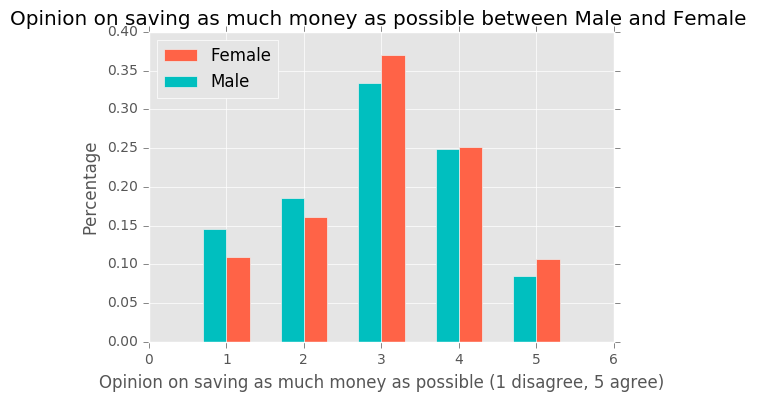 Opinion on saving as much money as possible between Male and Female
0.40
0.35
0.30
0.25
0.20
0.15
0.10
0.05
0.00
Percentage
Female
Male
0 1 2 3 4 5 6
Opinion on saving as much money as possible (1 disagree, 5 agree)